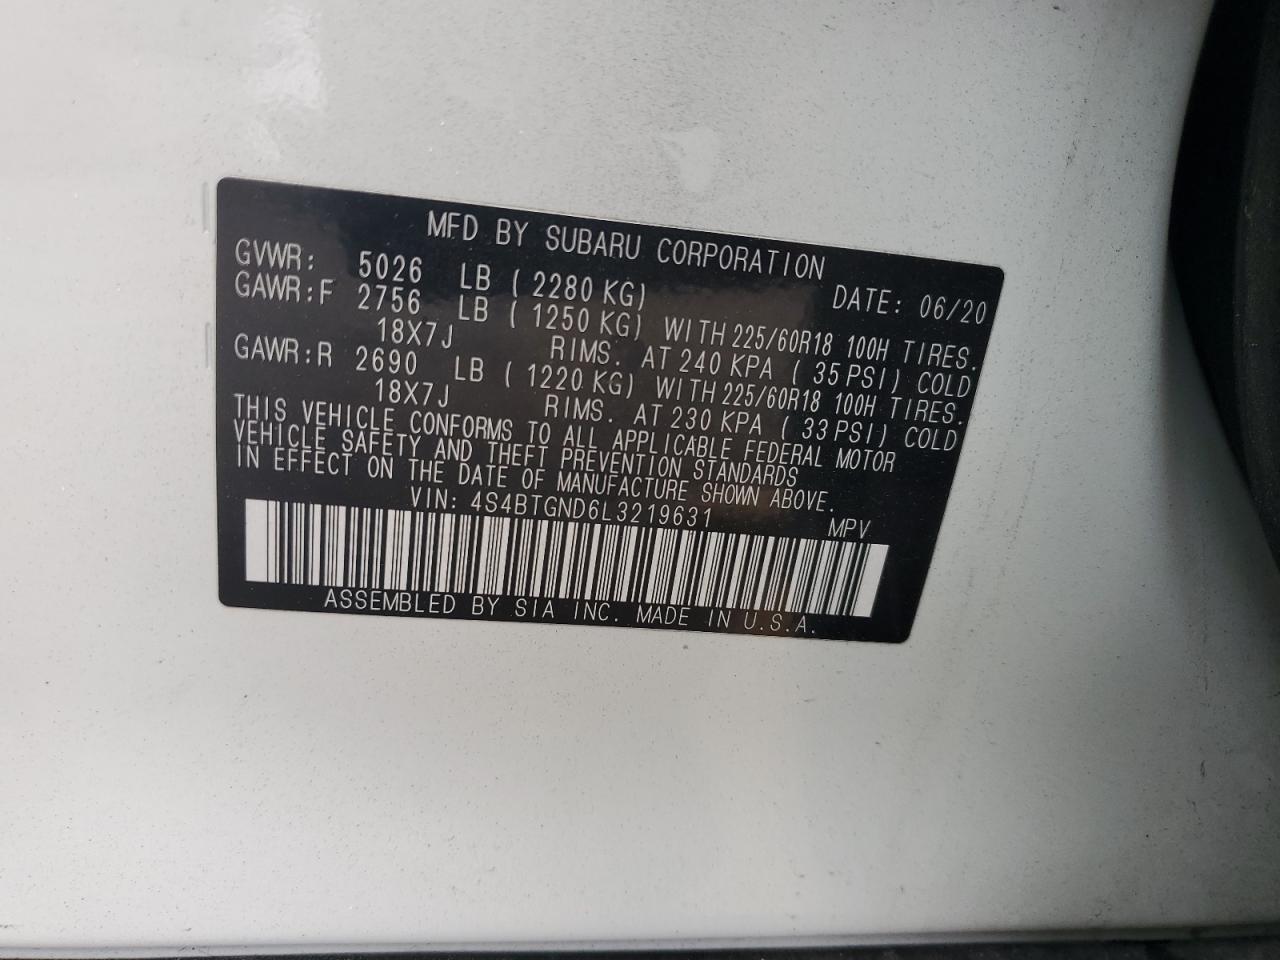 MFD BY SUBARU CORPORATION
GVWR: 5026 LB ( 2280 KG) DATE: 06/20
GAWR:F 2756 LB ( 1250 KG) WITH 225/60R18 100H TIRES.
18X7J RIMS. AT 240 KPA ( 35 PSI) COLD
GAWR:R 2690 LB ( 1220 KG) WITH 225/60R18 100H TIRES.
18X7J RIMS. AT 230 KPA ( 33 PSI) COLD
THIS VEHICLE CONFORMS TO ALL APPLICABLE FEDERAL MOTOR
VEHICLE SAFETY AND THEFT PREVENTION STANDARDS
IN EFFECT ON THE DATE OF MANUFACTURE SHOWN ABOVE.
VIN: 4S4BTGND6L3219631 MPV
ASSEMBLED BY SIA INC. MADE IN U.S.A.